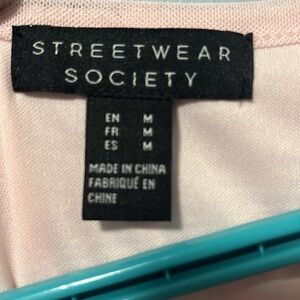 STREETWEAR
SOCIETY
EN M
FR M
ES M
MADE IN CHINA
FABRIQUÉ EN
CHINE